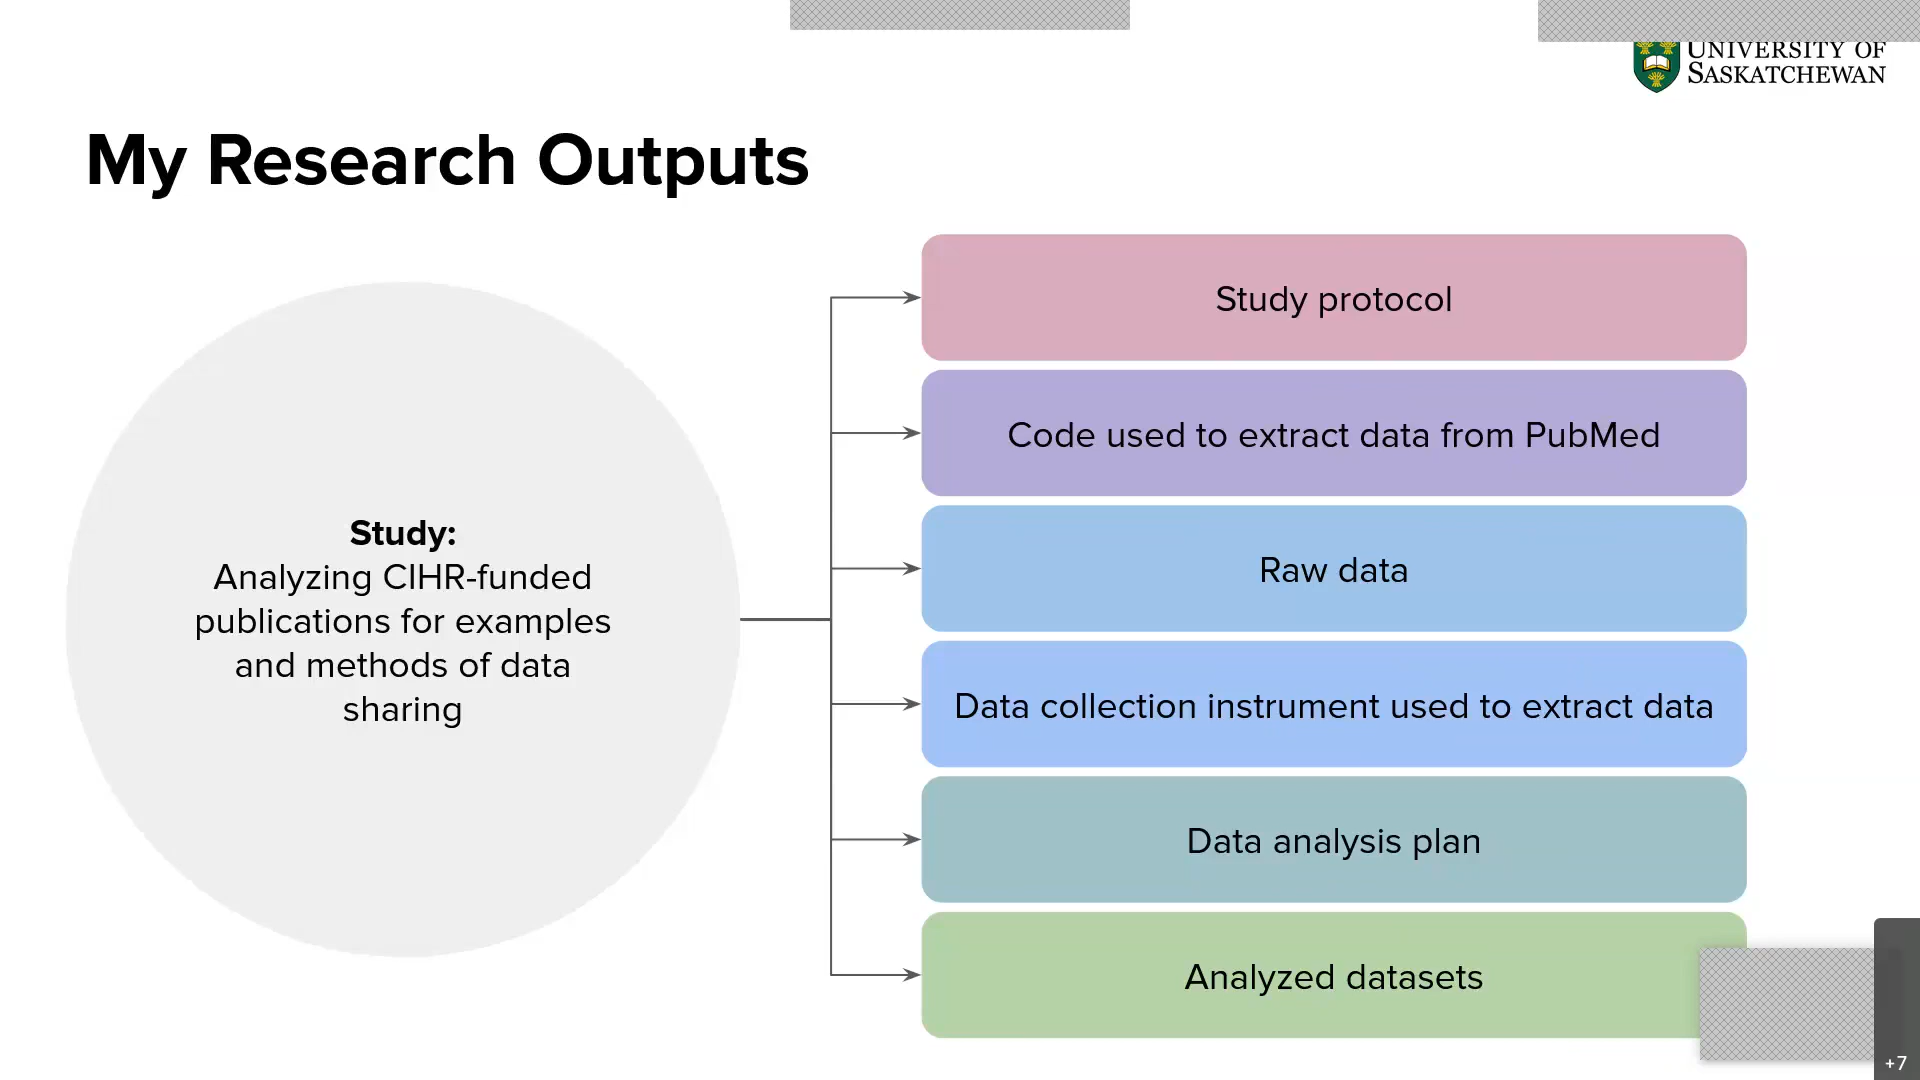 UNIVERSITY OF
SASKATCHEWAN
My Research Outputs
Study:
Analyzing CIHR-funded
publications for examples
and methods of data
sharing
Study protocol
Code used to extract data from PubMed
Raw data
Data collection instrument used to extract data
Data analysis plan
Analyzed datasets
+7